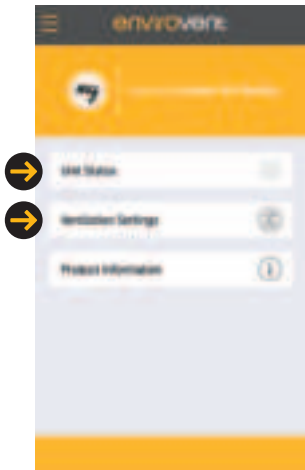 envirovent
Unit Status
Ventilation Settings
Product Information
i